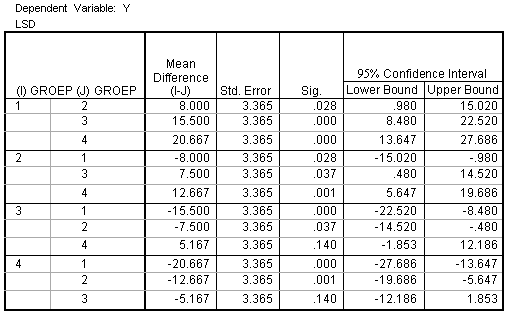 Dependent Variable: Y
LSD
Mean
Difference
95% Confidence Interval
(I) GROEP (J) GROEP (I-J) Std. Error Sig. Lower Bound Upper Bound
1 2 8.000 3.365 .028 .980 15.020
3 15.500 3.365 .000 8.480 22.520
4 20.667 3.365 .000 13.647 27.686
2 1 -8.000 3.365 .028 -15.020 -.980
3 7.500 3.365 .037 .480 14.520
4 12.667 3.365 .001 5.647 19.686
3 1 -15.500 3.365 .000 -22.520 -8.480
2 -7.500 3.365 .037 -14.520 -.480
4 5.167 3.365 .140 -1.853 12.186
4 1 -20.667 3.365 .000 -27.686 -13.647
2 -12.667 3.365 .001 -19.686 -5.647
3 -5.167 3.365 .140 -12.186 1.853